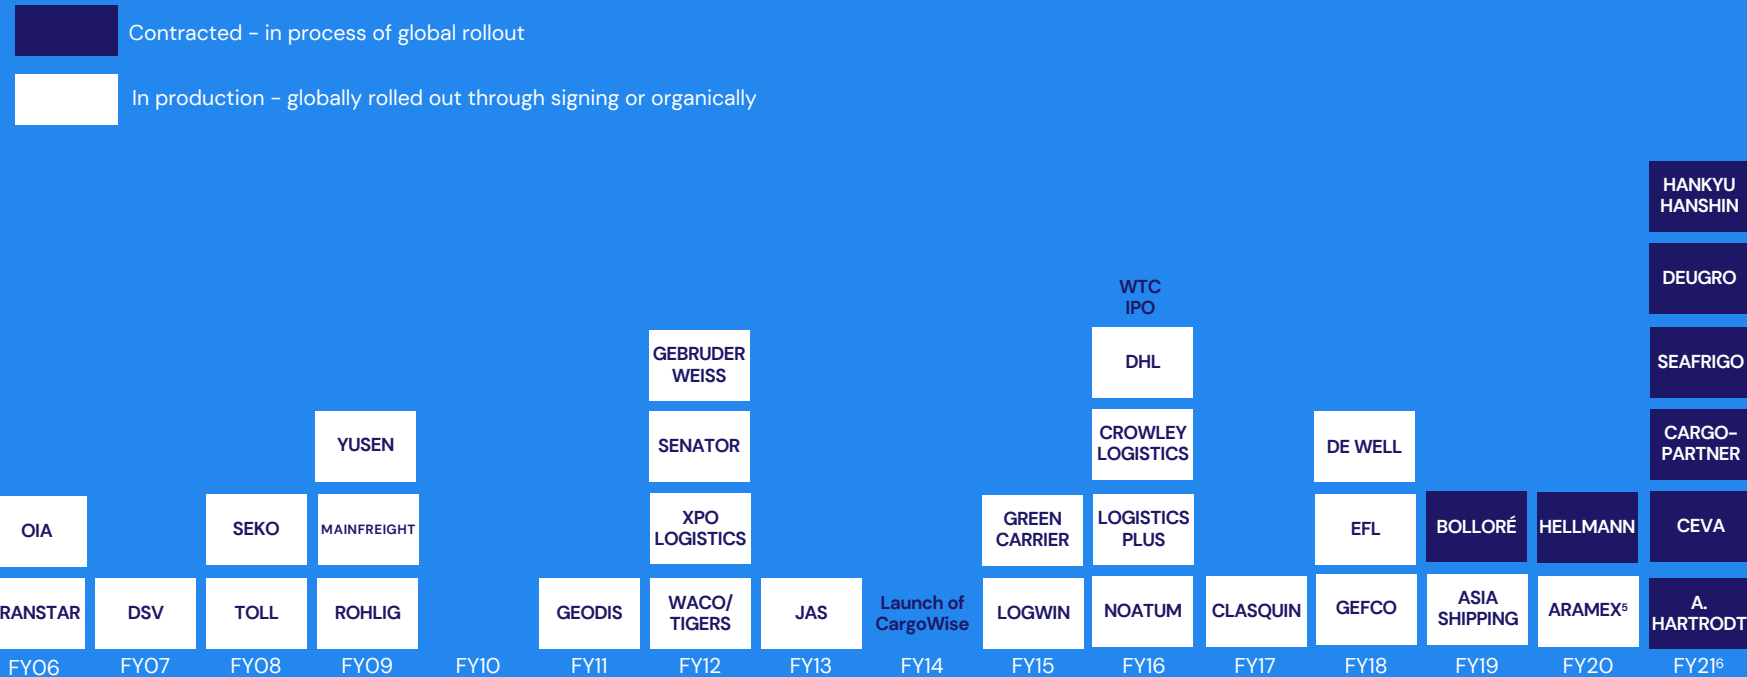 Contracted – in process of global rollout
In production – globally rolled out through signing or organically
HANKYU
HANSHIN
DEUGRO
WTC
IPO
GEBRUDER
WEISS
DHL
SEAFRIGO
YUSEN
SENATOR
CROWLEY
LOGISTICS
DE WELL
CARGO–
PARTNER
OIA
SEKO
MAINFREIGHT
XPO
LOGISTICS
GREEN
CARRIER
LOGISTICS
PLUS
EFL
BOLLORÉ
HELLMANN
CEVA
RANSTAR
DSV
TOLL
ROHLIG
GEODIS
WACO/
TIGERS
JAS
Launch of
CargoWise
LOGWIN
NOATUM
CLASQUIN
GEFCO
ASIA
SHIPPING
ARAMEX⁵
A.
HARTRODT
FY06
FY07
FY08
FY09
FY10
FY11
FY12
FY13
FY14
FY15
FY16
FY17
FY18
FY19
FY20
FY21⁶